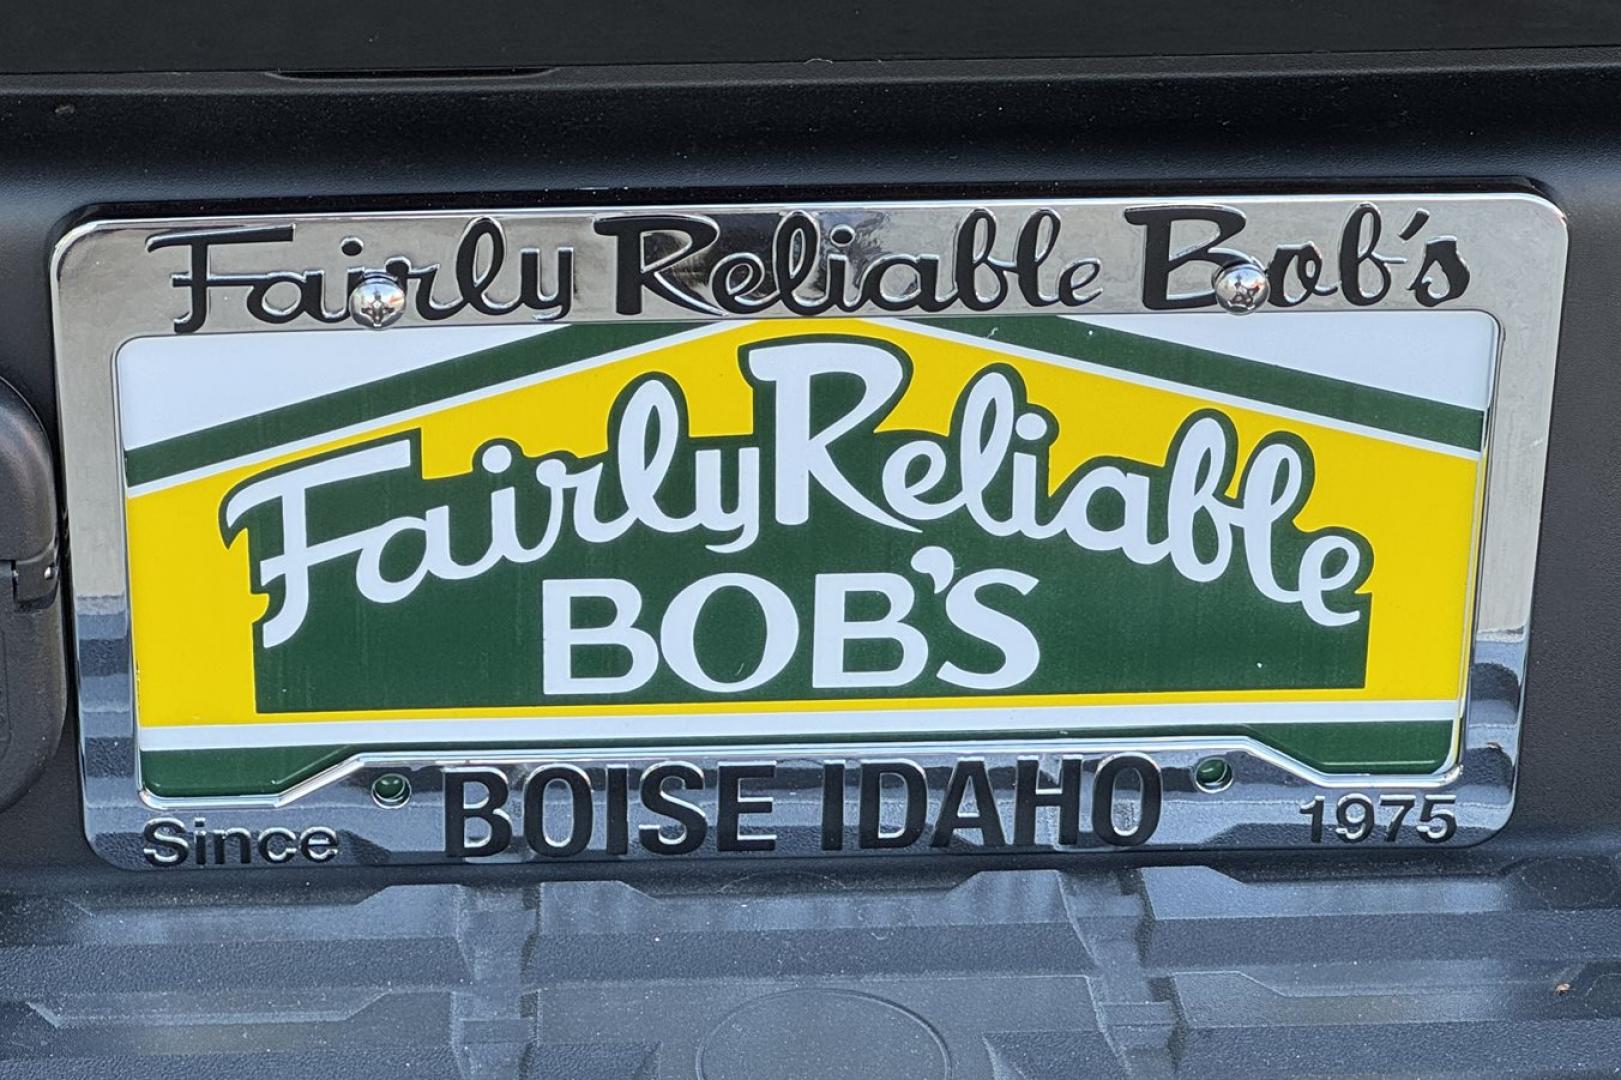 Fairly Reliable Bob's
Fairly Reliable
BOB'S
BOISE IDAHO
Since 1975